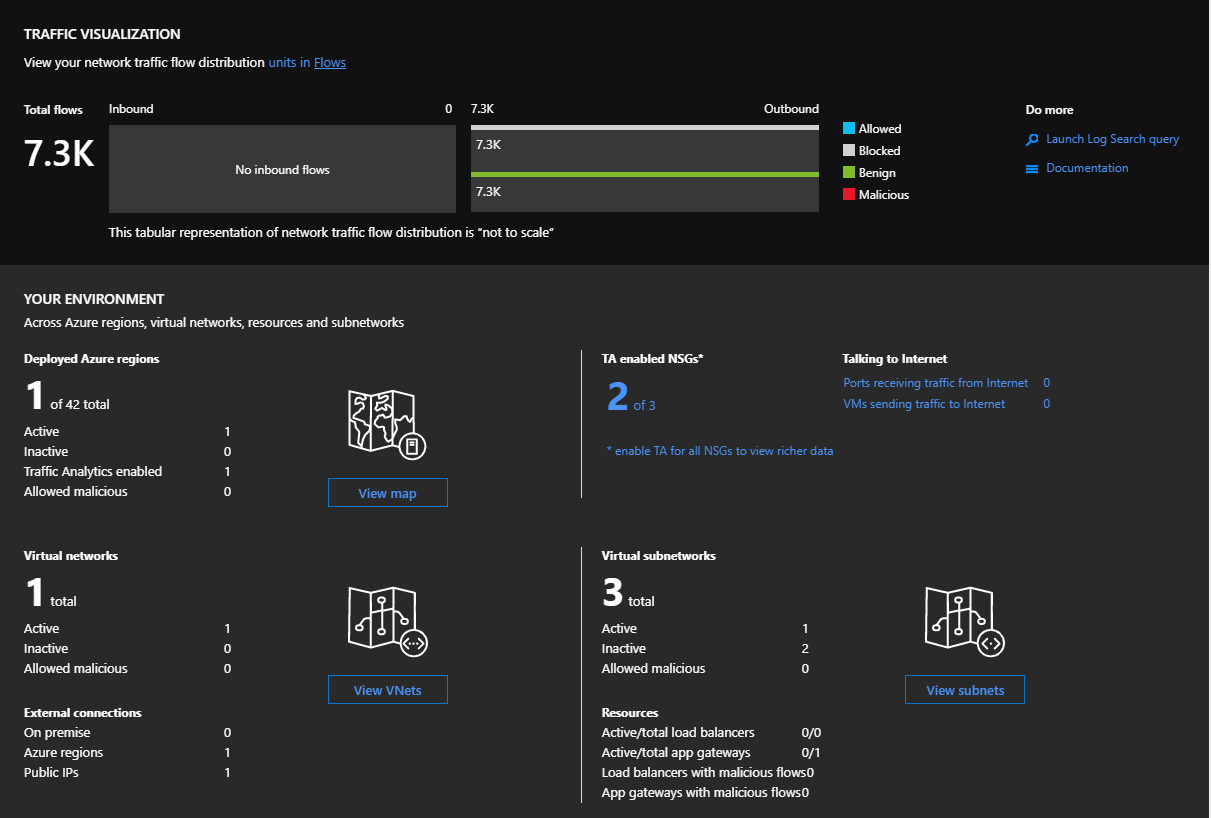 TRAFFIC VISUALIZATION
View your network traffic flow distribution units in Flows
Total flows
7.3K
Inbound 0
No inbound flows
7.3K Outbound
7.3K
7.3K
This tabular representation of network traffic flow distribution is “not to scale”
Allowed
Blocked
Benign
Malicious
Do more
Launch Log Search query
Documentation
YOUR ENVIRONMENT
Across Azure regions, virtual networks, resources and subnetworks
Deployed Azure regions
1 of 42 total
Active 1
Inactive 0
Traffic Analytics enabled 1
Allowed malicious 0
View map
TA enabled NSGs*
2 of 3
* enable TA for all NSGs to view richer data
Talking to Internet
Ports receiving traffic from Internet 0
VMs sending traffic to Internet 0
Virtual networks
1 total
Active 1
Inactive 0
Allowed malicious 0
View VNets
External connections
On premise 0
Azure regions 1
Public IPs 1
Virtual subnetworks
3 total
Active 1
Inactive 2
Allowed malicious 0
View subnets
Resources
Active/total load balancers 0/0
Active/total app gateways 0/1
Load balancers with malicious flows0
App gateways with malicious flows0